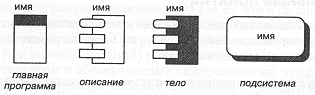 имя имя имя
имя
главная программа
описание
тело
подсистема